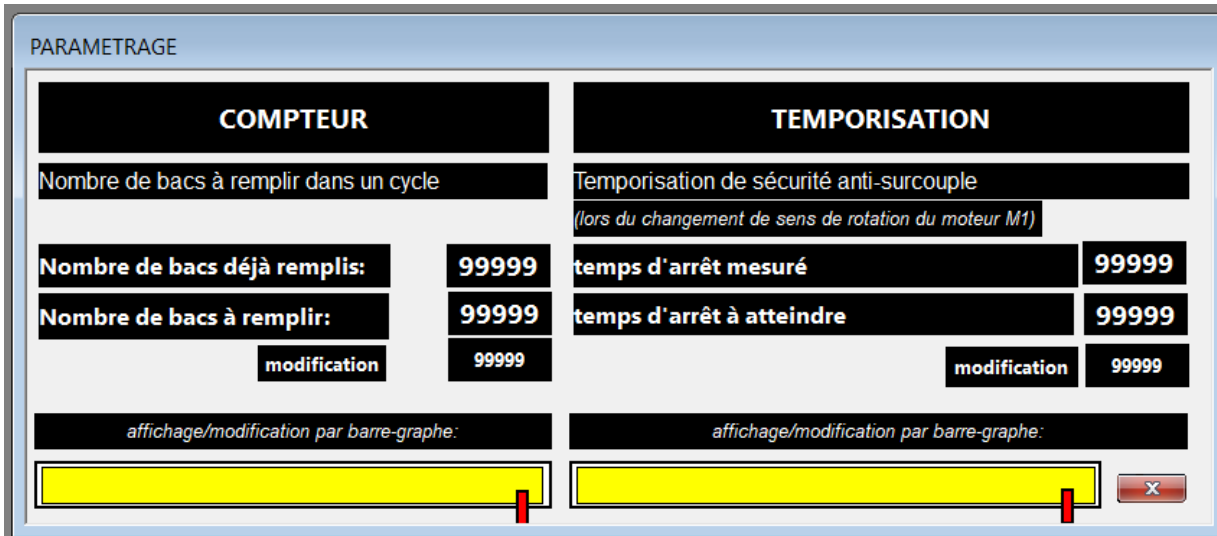 PARAMETRAGE
COMPTEUR
Nombre de bacs à remplir dans un cycle
Nombre de bacs déjà remplis: 99999
Nombre de bacs à remplir: 99999
modification 99999
affichage/modification par barre-graphe:
TEMPORISATION
Temporisation de sécurité anti-surcouple
(lors du changement de sens de rotation du moteur M1)
temps d'arrêt mesuré 99999
temps d'arrêt à atteindre 99999
modification 99999
affichage/modification par barre-graphe:
X